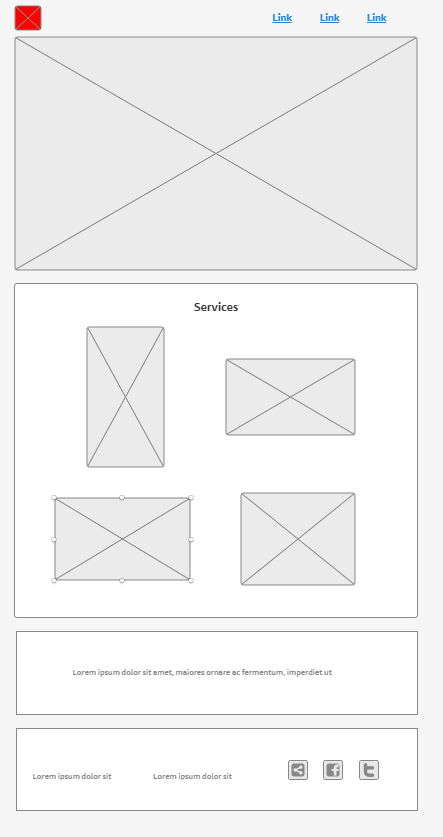 Link Link Link
Services
Lorem ipsum dolor sit amet, maiores ornare ac fermentum, imperdiet ut
Lorem ipsum dolor sit Lorem ipsum dolor sit